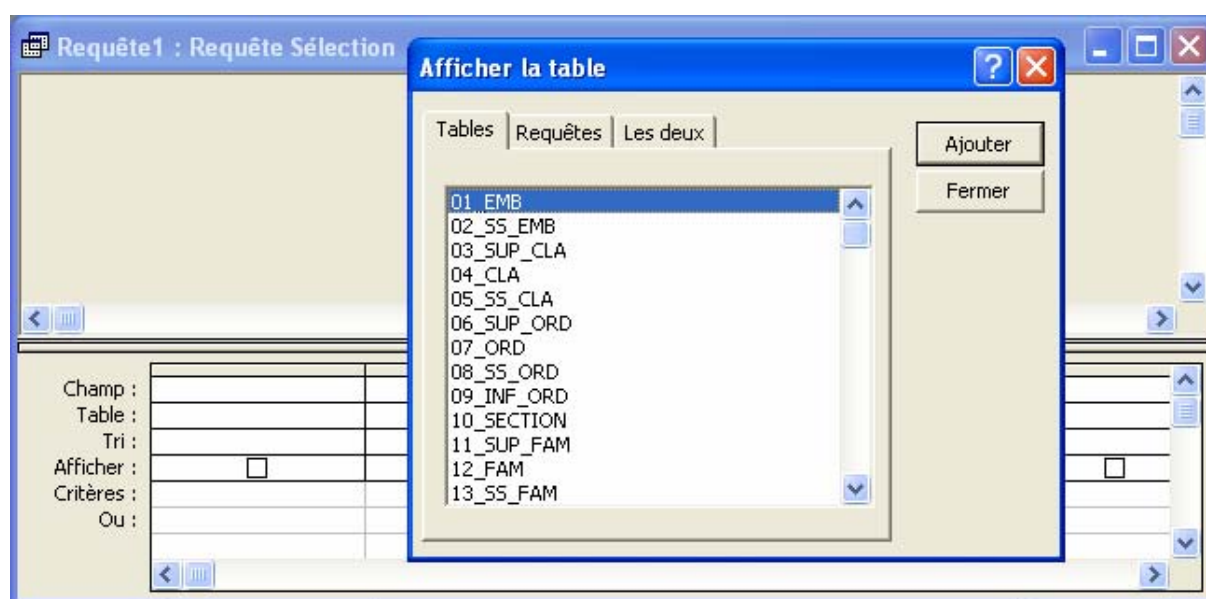 Requête1 : Requête Sélection
Afficher la table
Tables
Requêtes
Les deux
Ajouter
Fermer
01_EMB
02_SS_EMB
03_SUP_CLA
04_CLA
05_SS_CLA
06_SUP_ORD
07_ORD
08_SS_ORD
09_INF_ORD
10_SECTION
11_SUP_FAM
12_FAM
13_SS_FAM
Champ :
Table :
Tri :
Afficher :
Critères :
Ou :